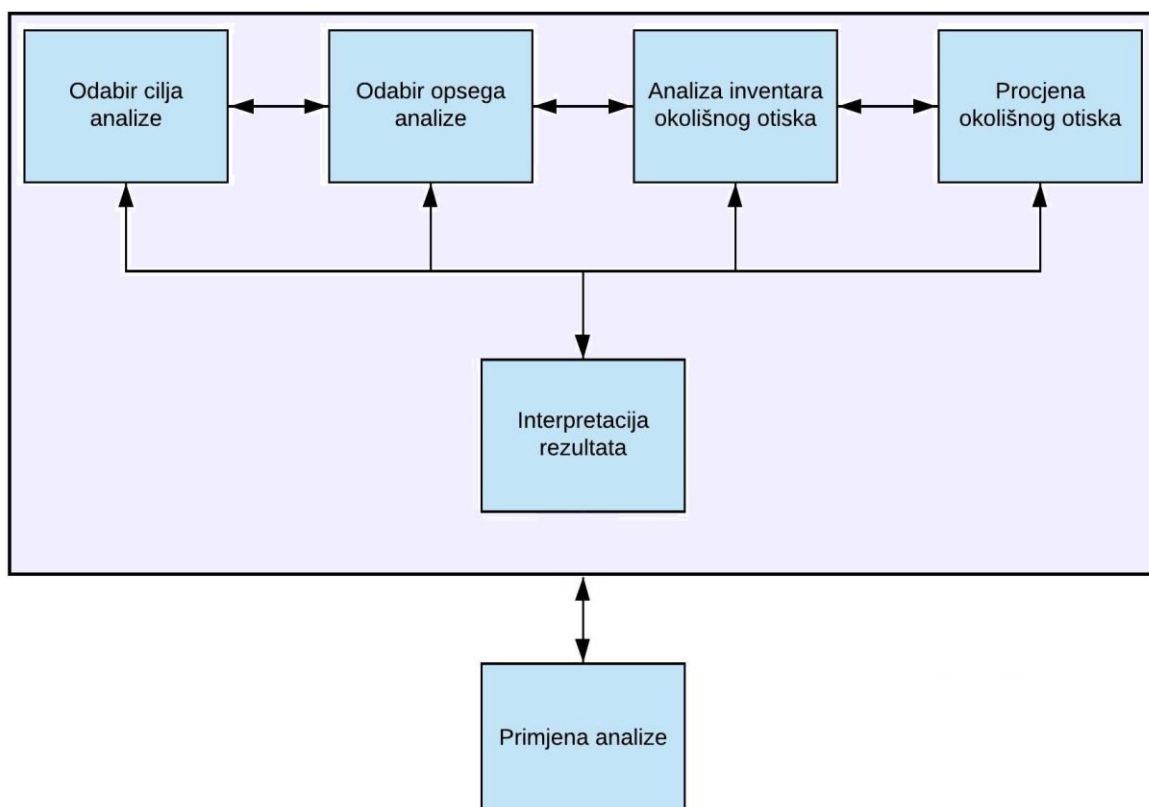 Odabir cilja
analize
Odabir opsega
analize
Analiza inventara
okolišnog otiska
Procjena
okolišnog otiska
Interpretacija
rezultata
Primjena analize